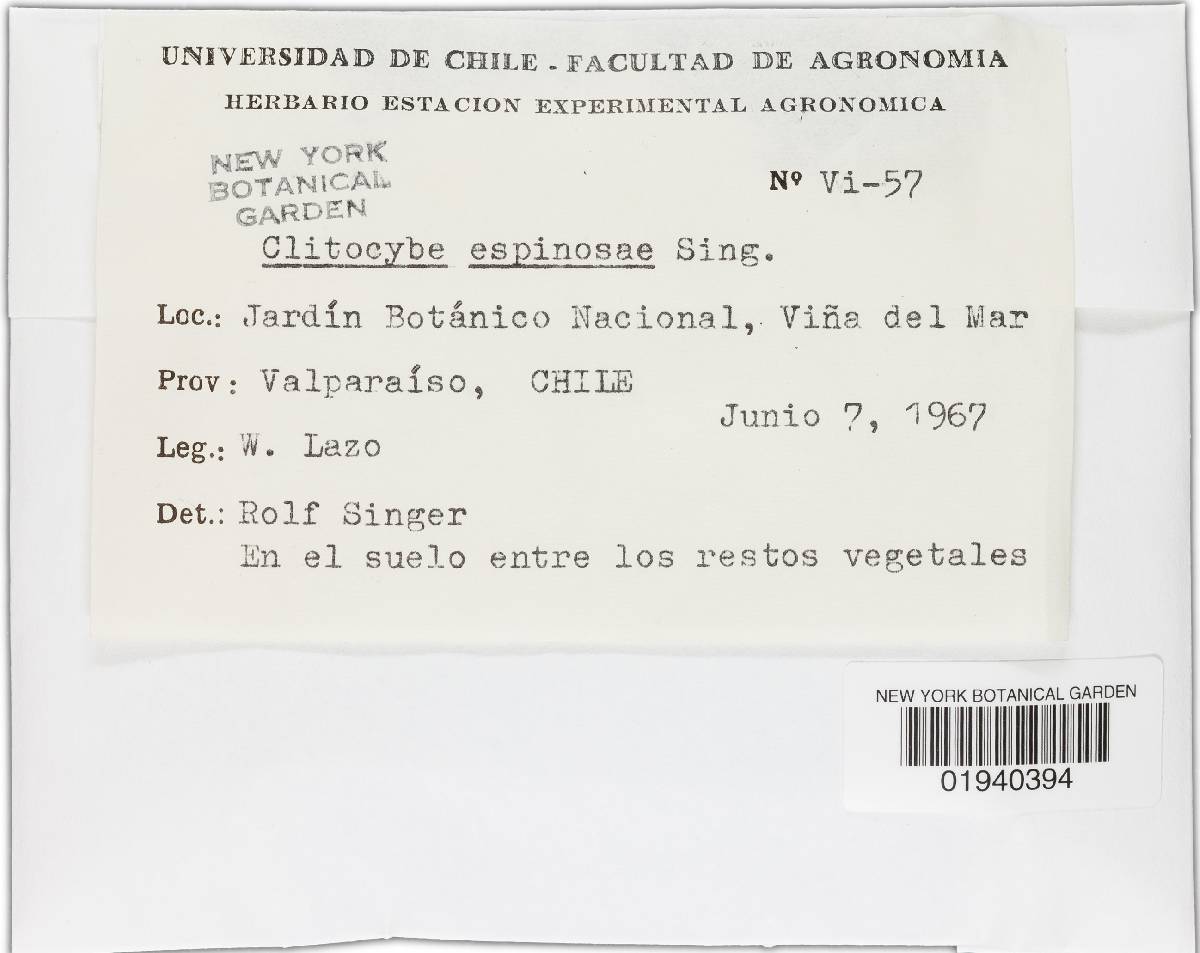 UNIVERSIDAD DE CHILE - FACULTAD DE AGRONOMIA
HERBARIO ESTACION EXPERIMENTAL AGRONOMICA
NEW YORK
BOTANICAL
GARDEN
Nº Vi-57
Clitocybe espinosae Sing.
Loc.: Jardín Botánico Nacional, Viña del Mar
Prov: Valparaíso, CHILE
Junio 7, 1967
Leg.: W. Lazo
Det.: Rolf Singer
En el suelo entre los restos vegetales
NEW YORK BOTANICAL GARDEN
01940394